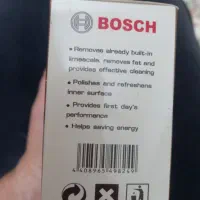 BOSCH
• Removes already built-in
limescale, removes fat and
provides effective cleaning
• Polishes and refreshens
inner surface
• Provides first day's
performance
• Helps saving energy